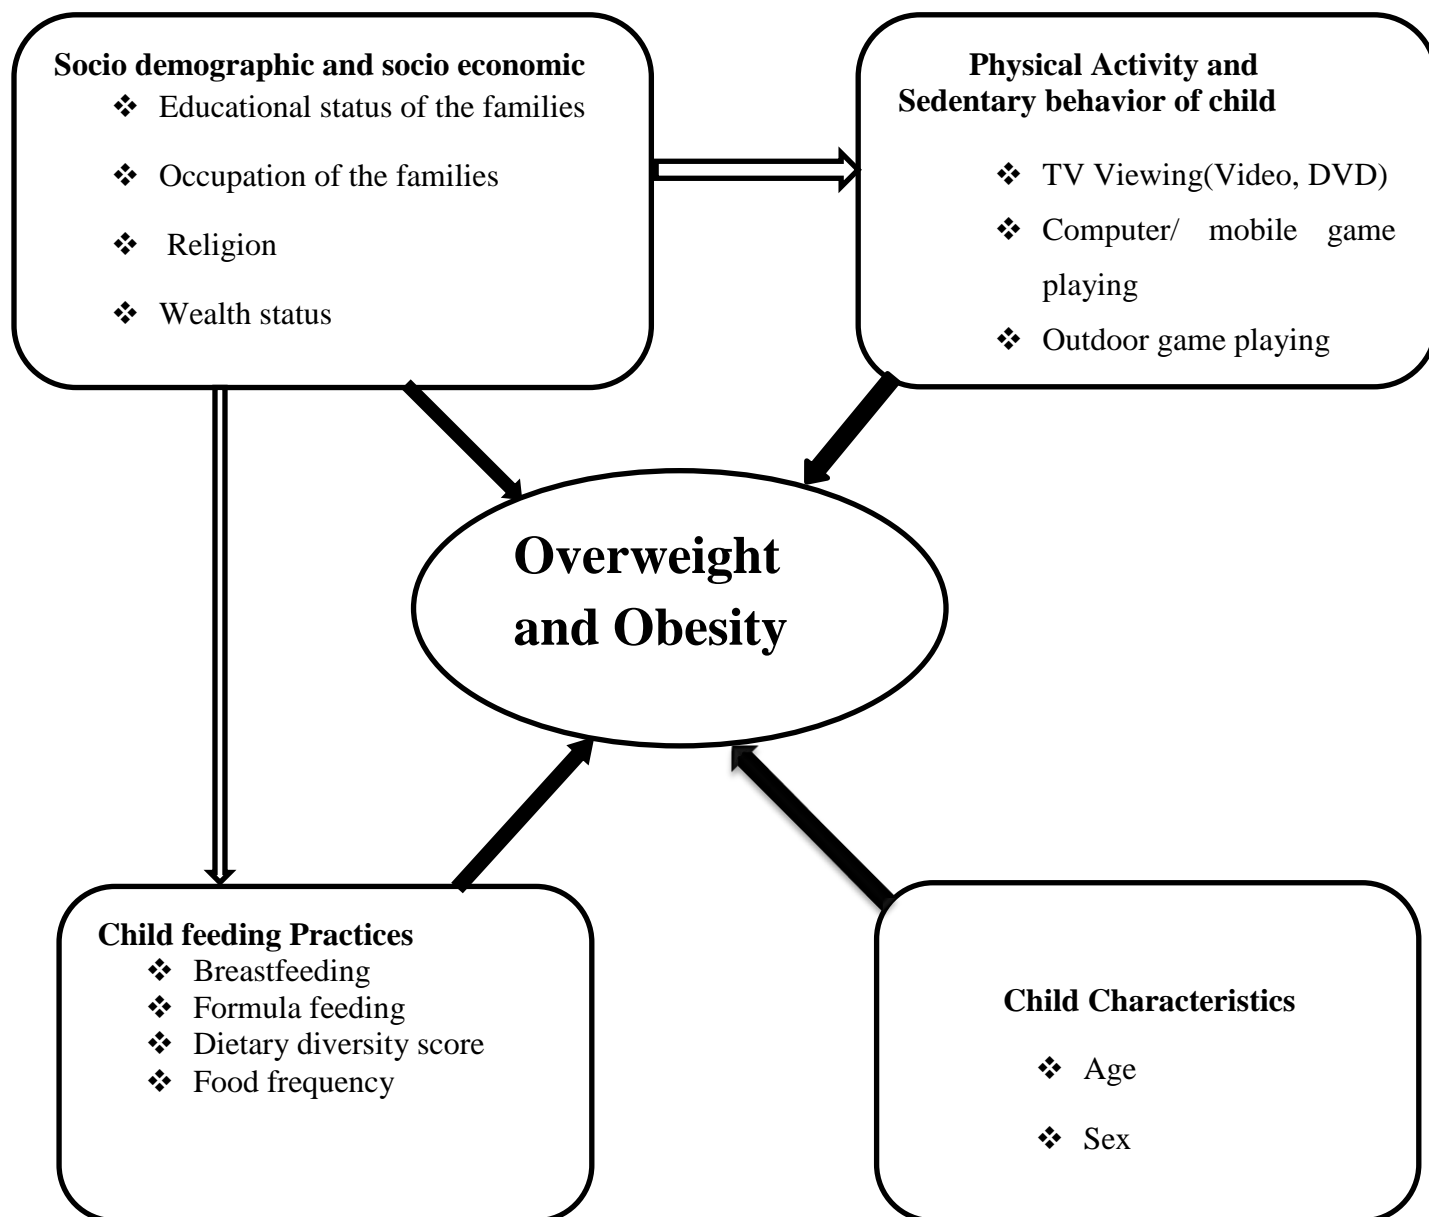 Socio demographic and socio economic
❖ Educational status of the families
❖ Occupation of the families
❖ Religion
❖ Wealth status
Physical Activity and
Sedentary behavior of child
❖ TV Viewing(Video, DVD)
❖ Computer/ mobile game
playing
❖ Outdoor game playing
Overweight
and Obesity
Child feeding Practices
❖ Breastfeeding
❖ Formula feeding
❖ Dietary diversity score
❖ Food frequency
Child Characteristics
❖ Age
❖ Sex